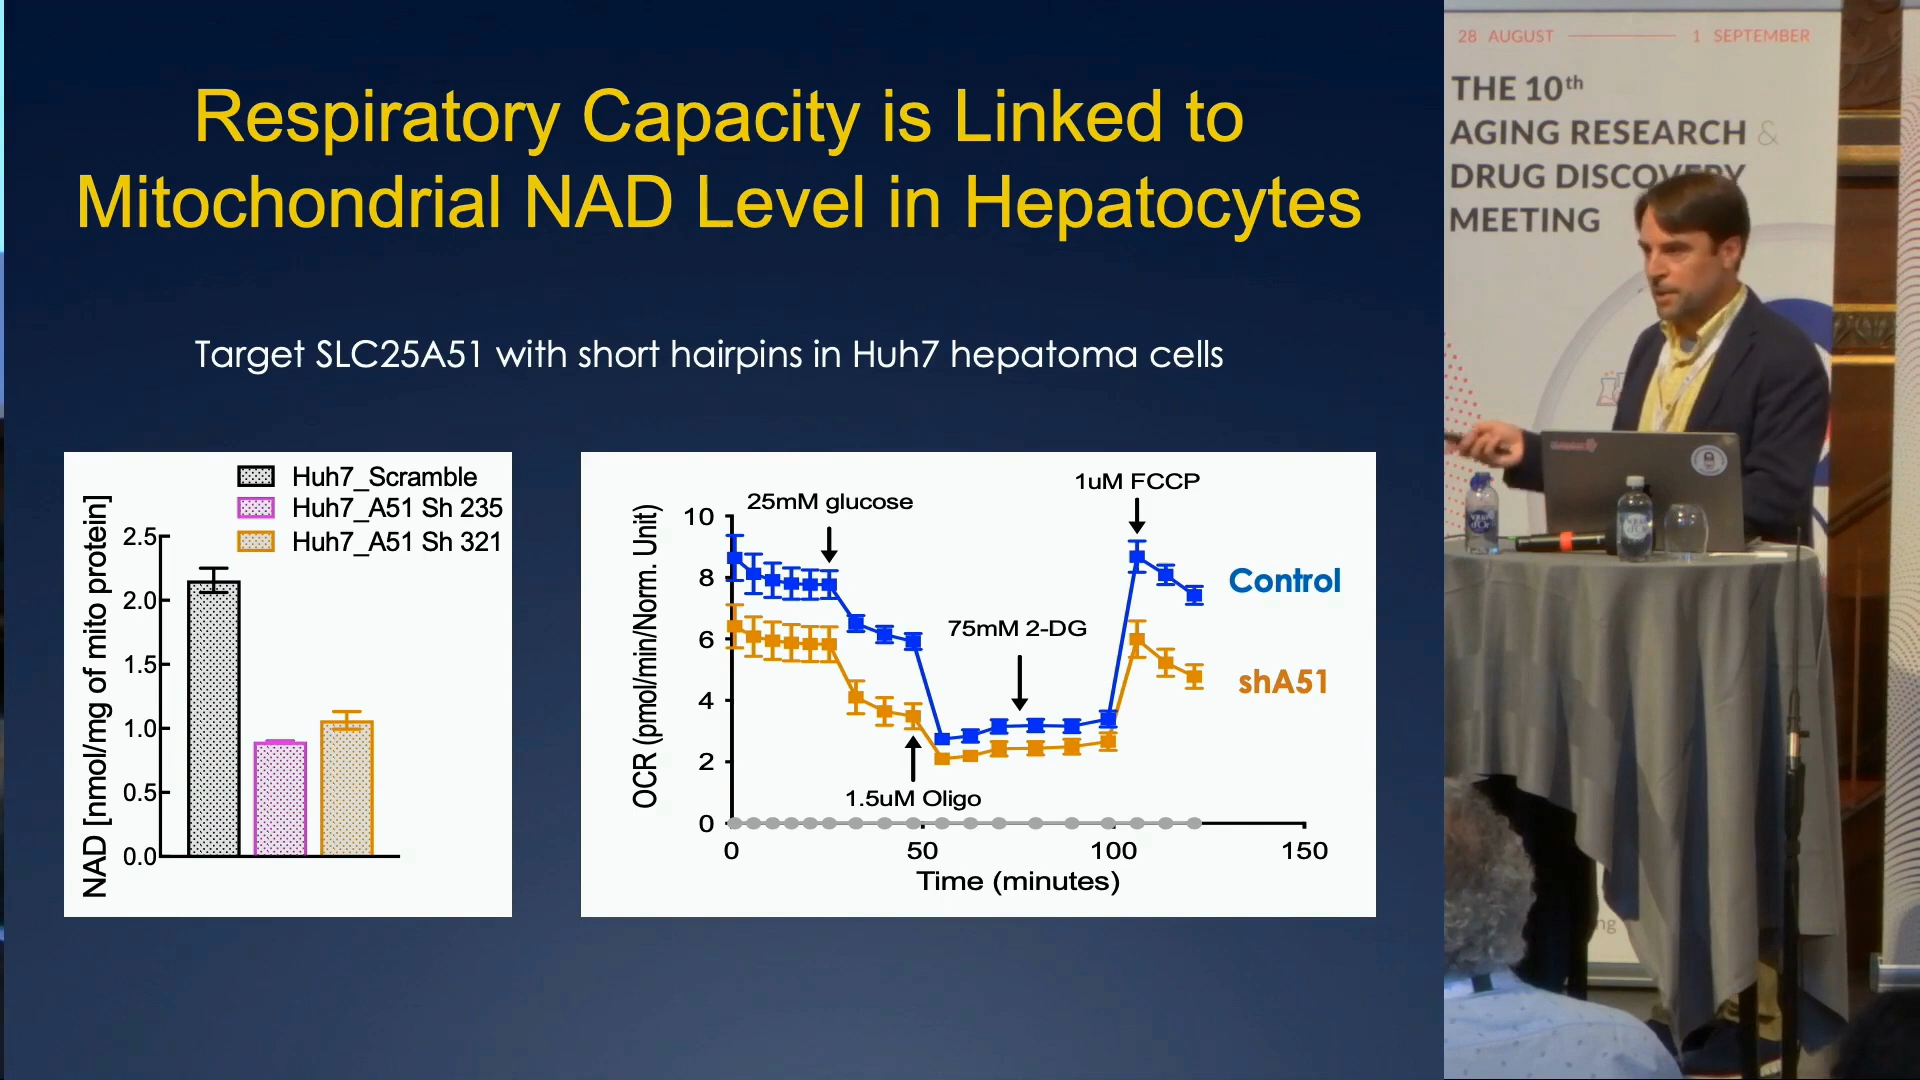 Respiratory Capacity is Linked to
Mitochondrial NAD Level in Hepatocytes
Target SLC25A51 with short hairpins in Huh7 hepatoma cells
NAD [nmol/mg of mito protein]
Huh7_Scramble
Huh7_A51 Sh 235
Huh7_A51 Sh 321
2.5
2.0
1.5
1.0
0.5
0.0
OCR (pmol/min/Norm. Unit)
10
8
6
4
2
0
25mM glucose
1uM FCCP
75mM 2-DG
1.5uM Oligo
Control
shA51
0 50 100 150
Time (minutes)
28 AUGUST 1 SEPTEMBER
THE 10th
AGING RESEARCH &
DRUG DISCOVERY
MEETING